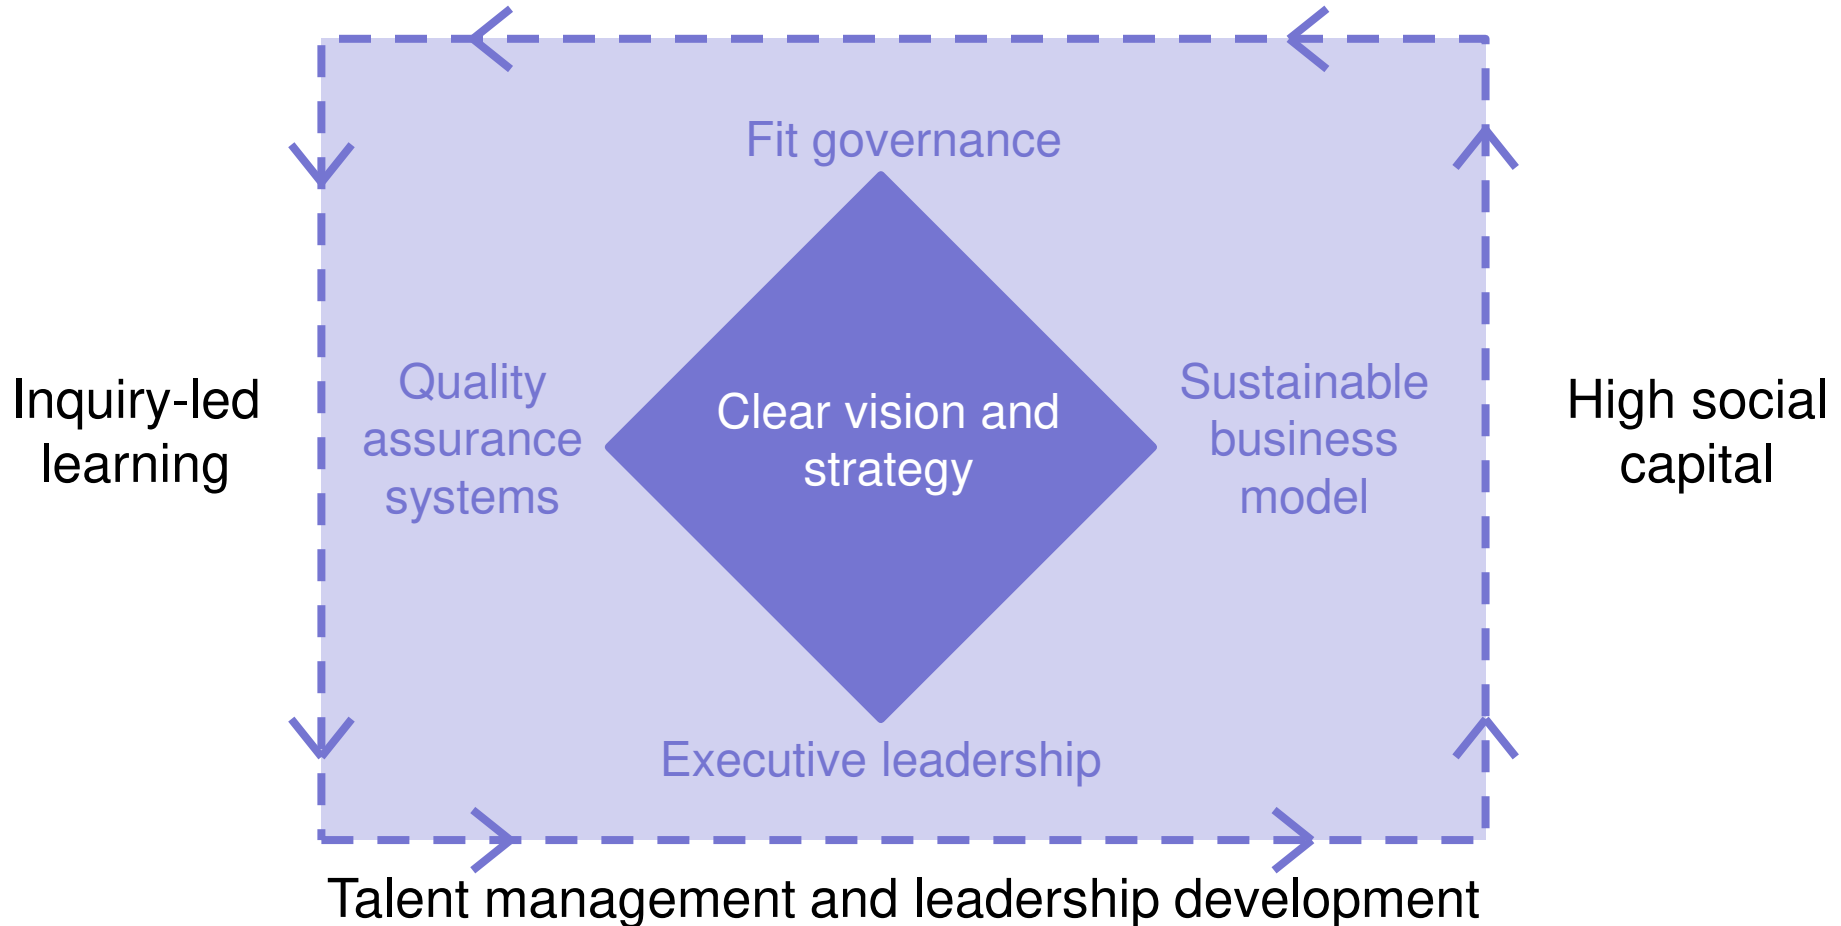 Fit governance
Inquiry-led
learning
Quality
assurance
systems
Clear vision and
strategy
Sustainable
business
model
High social
capital
Executive leadership
Talent management and leadership development